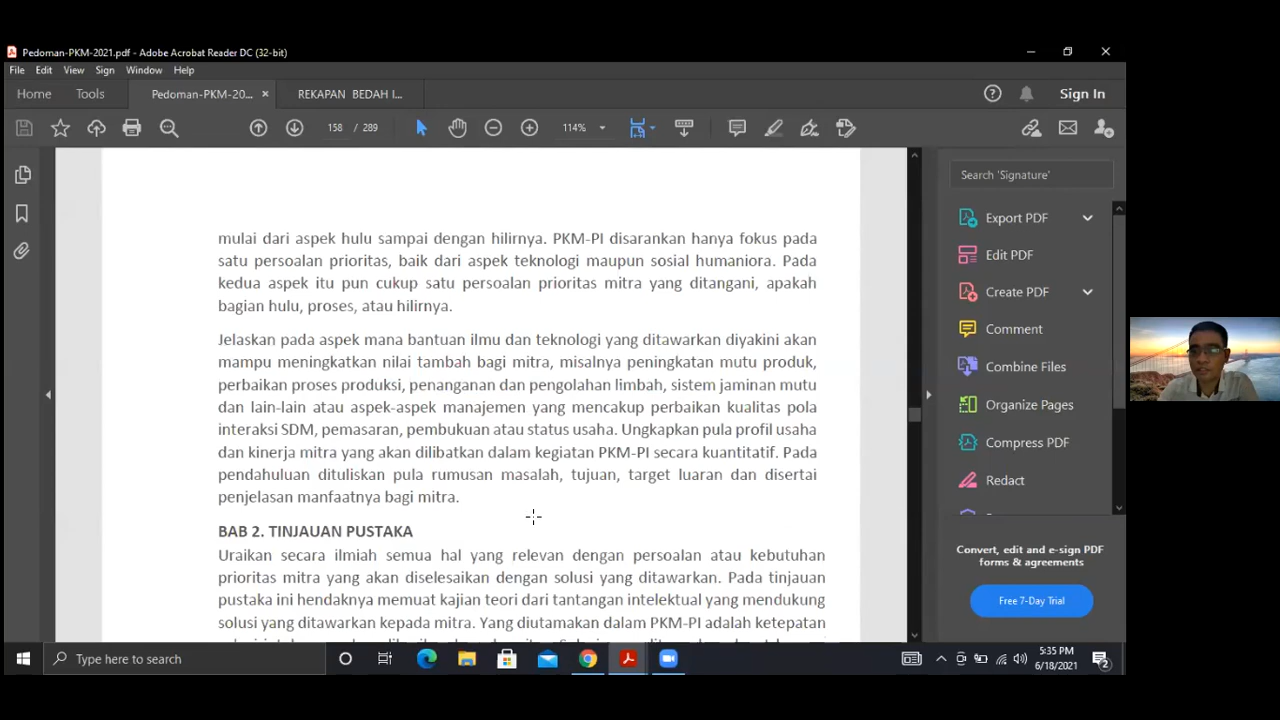 Pedoman-PKM-2021.pdf - Adobe Acrobat Reader DC (32-bit)
File Edit View Sign Window Help
Home Tools Pedoman-PKM-20... × REKAPAN BEDAH I... Sign In
158 / 289 114%
Search 'Signature'
mulai dari aspek hulu sampai dengan hilirnya. PKM-PI disarankan hanya fokus pada
satu persoalan prioritas, baik dari aspek teknologi maupun sosial humaniora. Pada
kedua aspek itu pun cukup satu persoalan prioritas mitra yang ditangani, apakah
bagian hulu, proses, atau hilirnya.
Jelaskan pada aspek mana bantuan ilmu dan teknologi yang ditawarkan diyakini akan
mampu meningkatkan nilai tambah bagi mitra, misalnya peningkatan mutu produk,
perbaikan proses produksi, penanganan dan pengolahan limbah, sistem jaminan mutu
dan lain-lain atau aspek-aspek manajemen yang mencakup perbaikan kualitas pola
interaksi SDM, pemasaran, pembukuan atau status usaha. Ungkapkan pula profil usaha
dan kinerja mitra yang akan dilibatkan dalam kegiatan PKM-PI secara kuantitatif. Pada
pendahuluan dituliskan pula rumusan masalah, tujuan, target luaran dan disertai
penjelasan manfaatnya bagi mitra.
BAB 2. TINJAUAN PUSTAKA
Uraikan secara ilmiah semua hal yang relevan dengan persoalan atau kebutuhan
prioritas mitra yang akan diselesaikan dengan solusi yang ditawarkan. Pada tinjauan
pustaka ini hendaknya memuat kajian teori dari tantangan intelektual yang mendukung
solusi yang ditawarkan kepada mitra. Yang diutamakan dalam PKM-PI adalah ketepatan
Export PDF
Edit PDF
Create PDF
Comment
Combine Files
Organize Pages
Compress PDF
Redact
Convert, edit and e-sign PDF
forms & agreements
Free 7-Day Trial
Type here to search
5:35 PM
6/18/2021
2